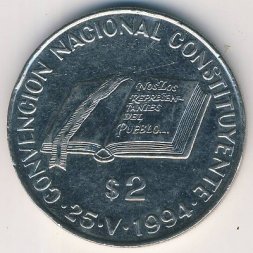 CONVENCION NACIONAL CONSTITUYENTE
Nos Los
Represen-
tantes
del
Pueblo...
$2
·25·V·1994·